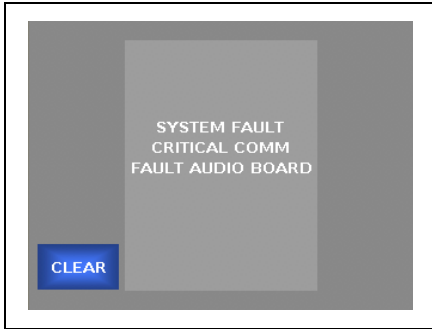 SYSTEM FAULT
CRITICAL COMM
FAULT AUDIO BOARD
CLEAR